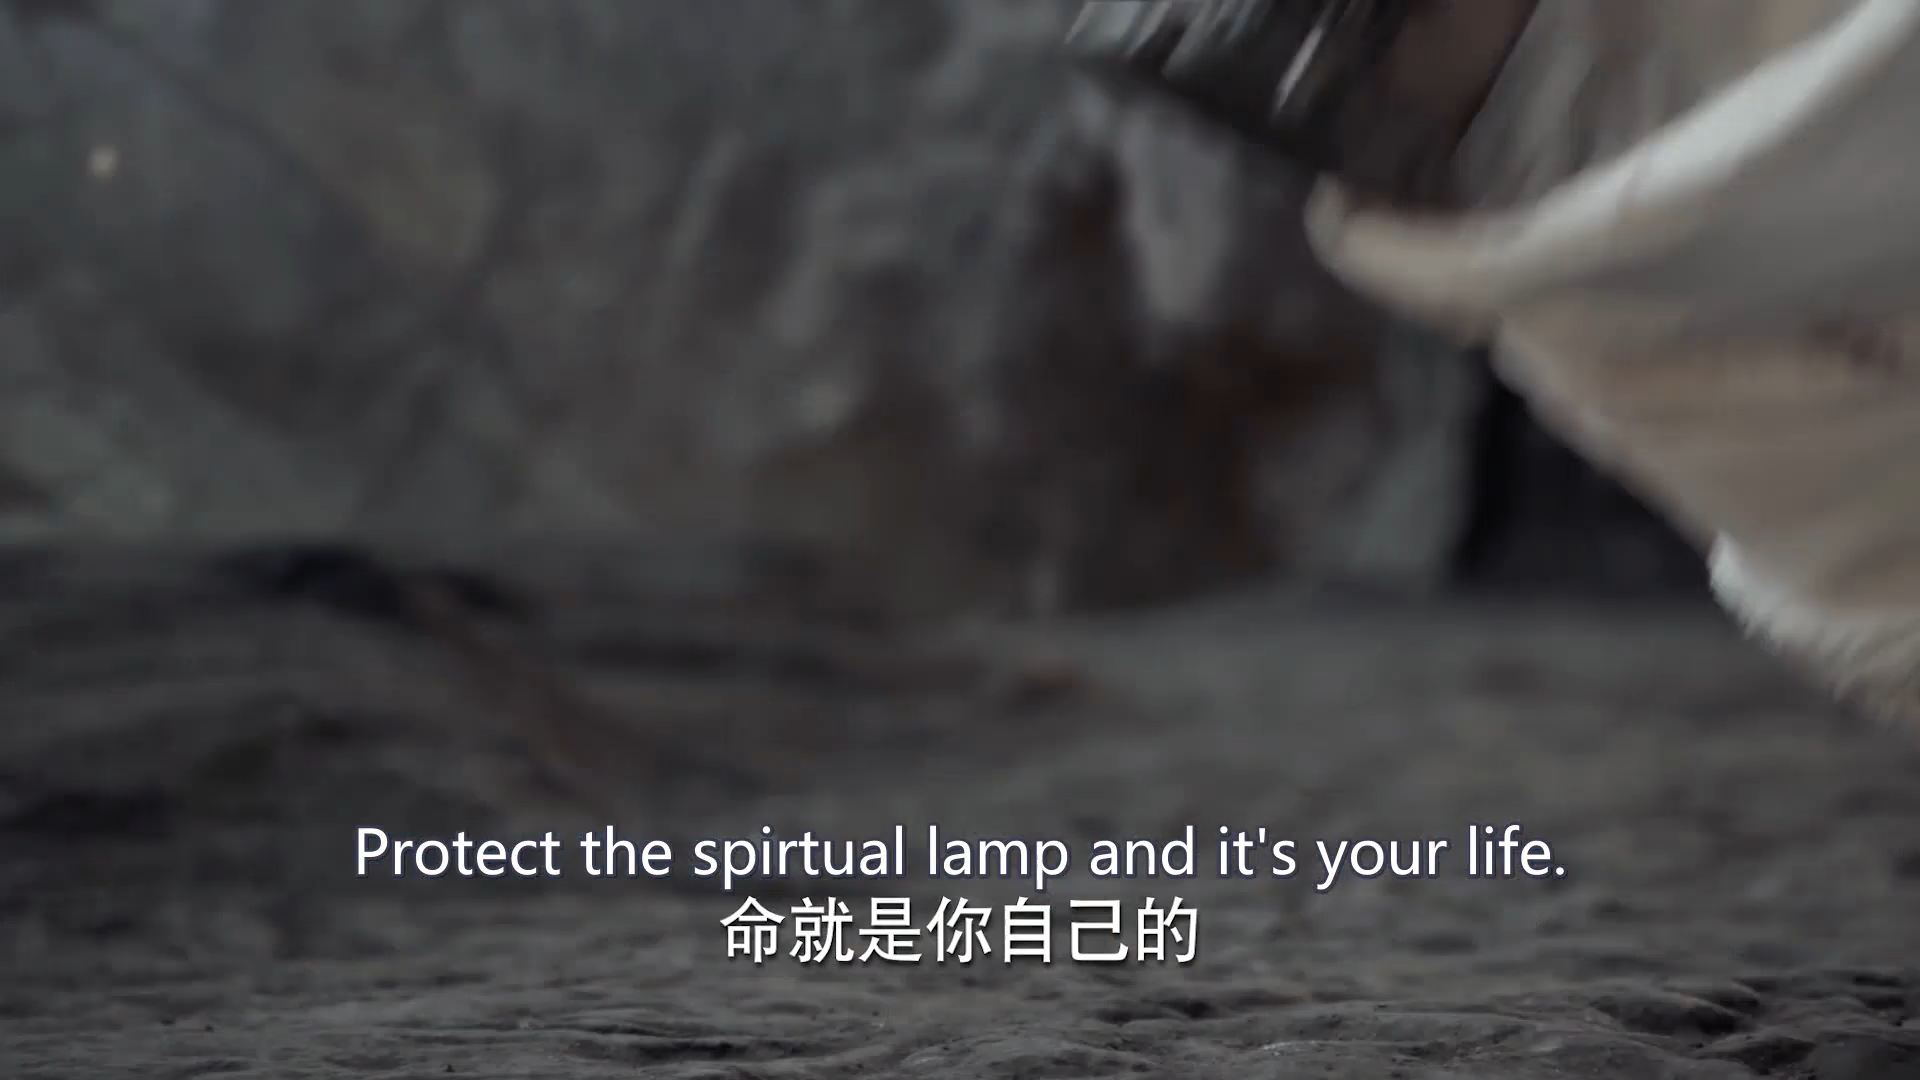 Protect the spirtual lamp and it's your life.
命就是你自己的